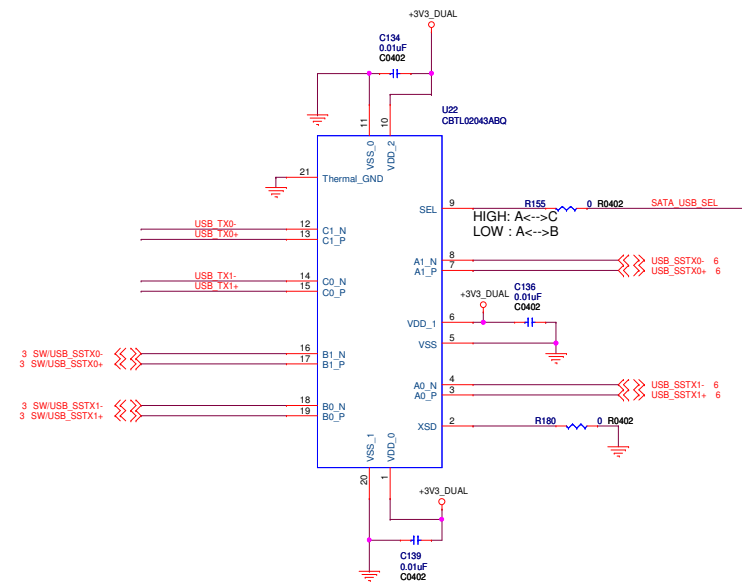 +3V3_DUAL
C134
0.01uF
C0402
U22
CBTL02043ABQ
11
10
VSS_0
VDD_2
21
Thermal_GND
SEL
9
R155
0 R0402
SATA_USB_SEL
HIGH: A<-->C
LOW : A<-->B
USB_TX0-
12
C1_N
USB_TX0+
13
C1_P
A1_N
8
USB_SSTX0- 6
A1_P
7
USB_SSTX0+ 6
USB_TX1-
14
C0_N
USB_TX1+
15
C0_P
+3V3_DUAL
C136
0.01uF
C0402
VDD_1
6
VSS
5
3 SW/USB_SSTX0-
16
B1_N
3 SW/USB_SSTX0+
17
B1_P
A0_N
4
USB_SSTX1- 6
A0_P
3
USB_SSTX1+ 6
3 SW/USB_SSTX1-
18
B0_N
3 SW/USB_SSTX1+
19
B0_P
XSD
2
R180
0 R0402
VSS_1
VDD_0
20
1
+3V3_DUAL
C139
0.01uF
C0402